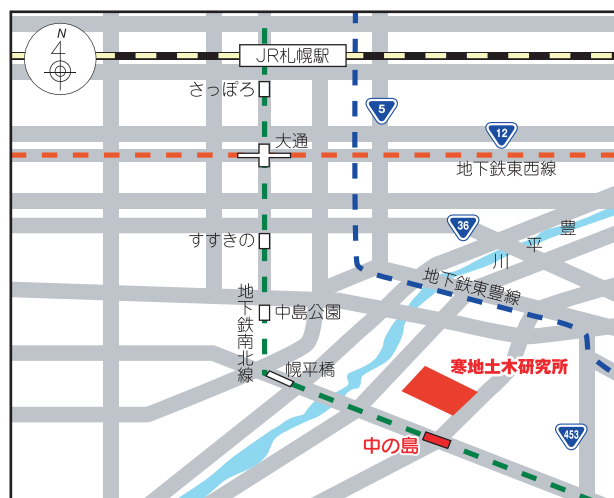 N
JR札幌駅
さっぽろ
5
大通
12
地下鉄東西線
36
豊平川
すすきの
地下鉄東豊線
地下鉄南北線
中島公園
幌平橋
寒地土木研究所
中の島
453